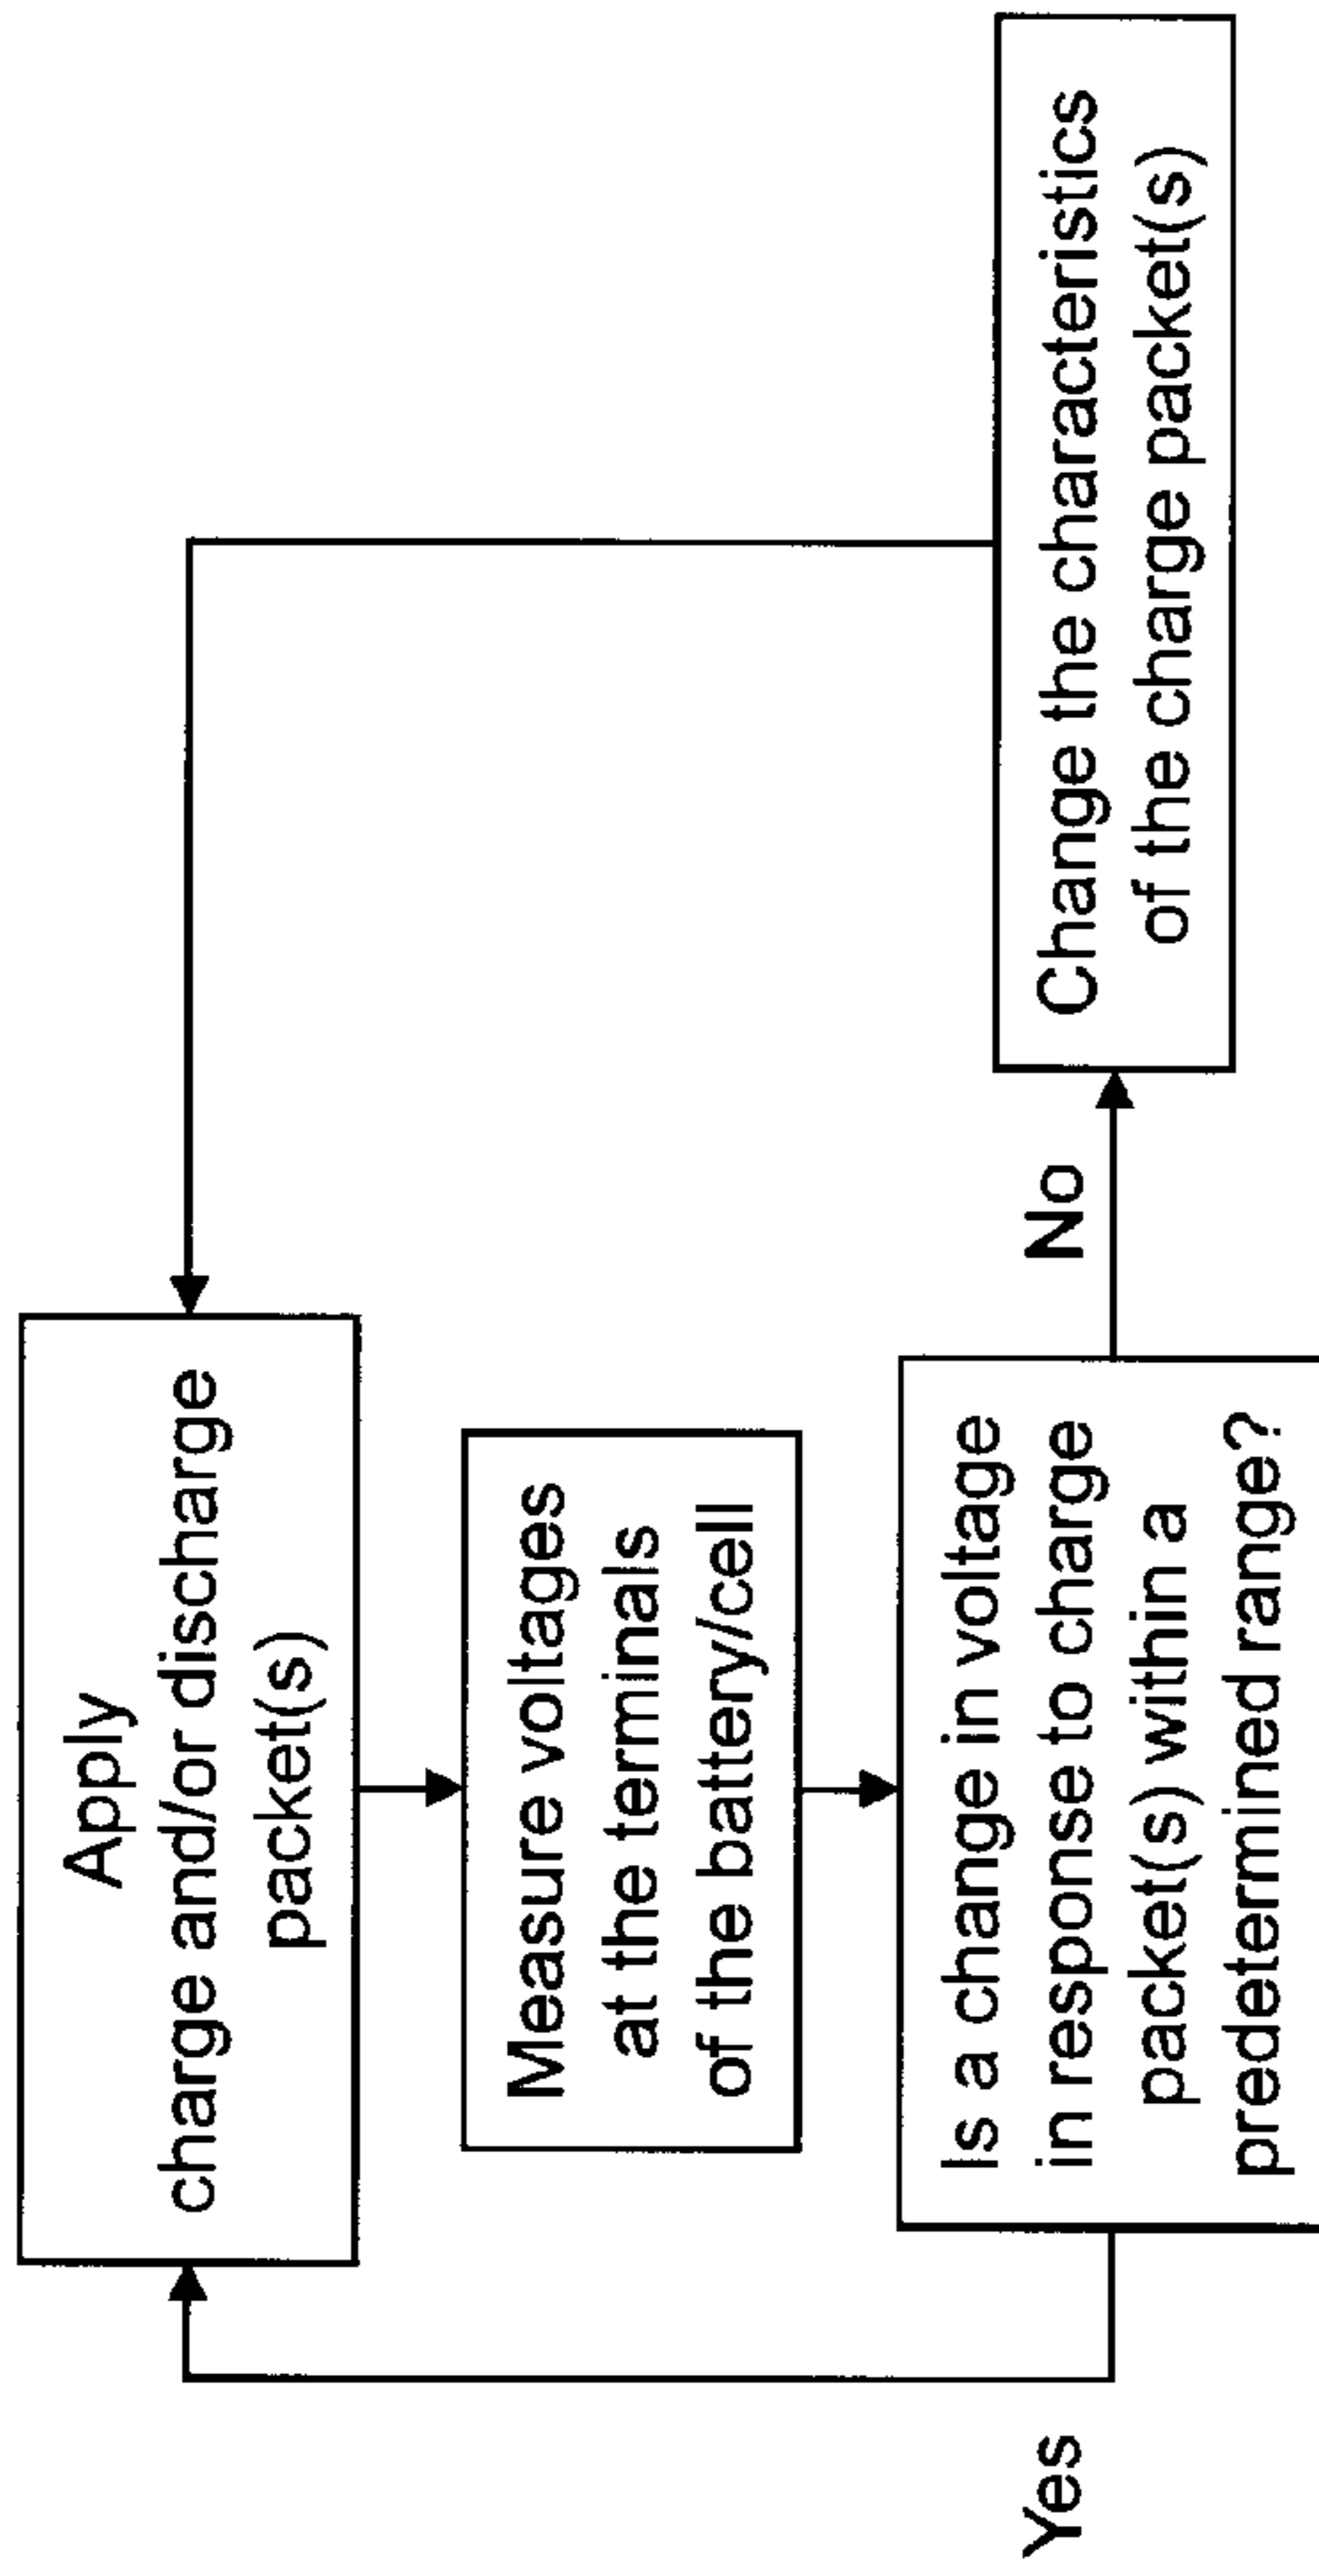 Apply
charge and/or discharge
packet(s)
Measure voltages
at the terminals
of the battery/cell
Is a change in voltage
in response to charge
packet(s) within a
predetermined range?
Yes
No
Change the characteristics
of the charge packet(s)